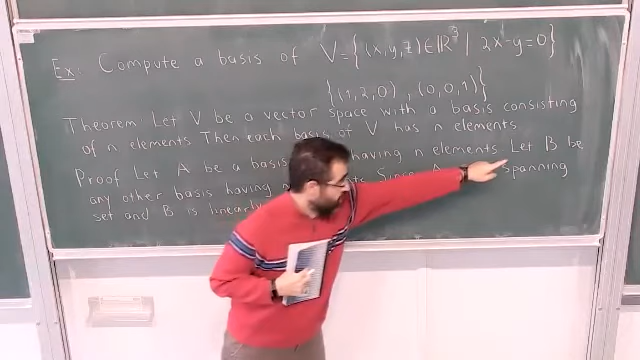 Ex: Compute a basis of V={(x,y,z)∈ℝ³ | 2x-y=0}
{(1,2,0), (0,0,1)}
Theorem Let V be a vector space with a basis consisting
of n elements Then each basis of V has n elements
Proof Let A be a basis having n elements. Let B be
any other basis having Since A spanning
set and B is